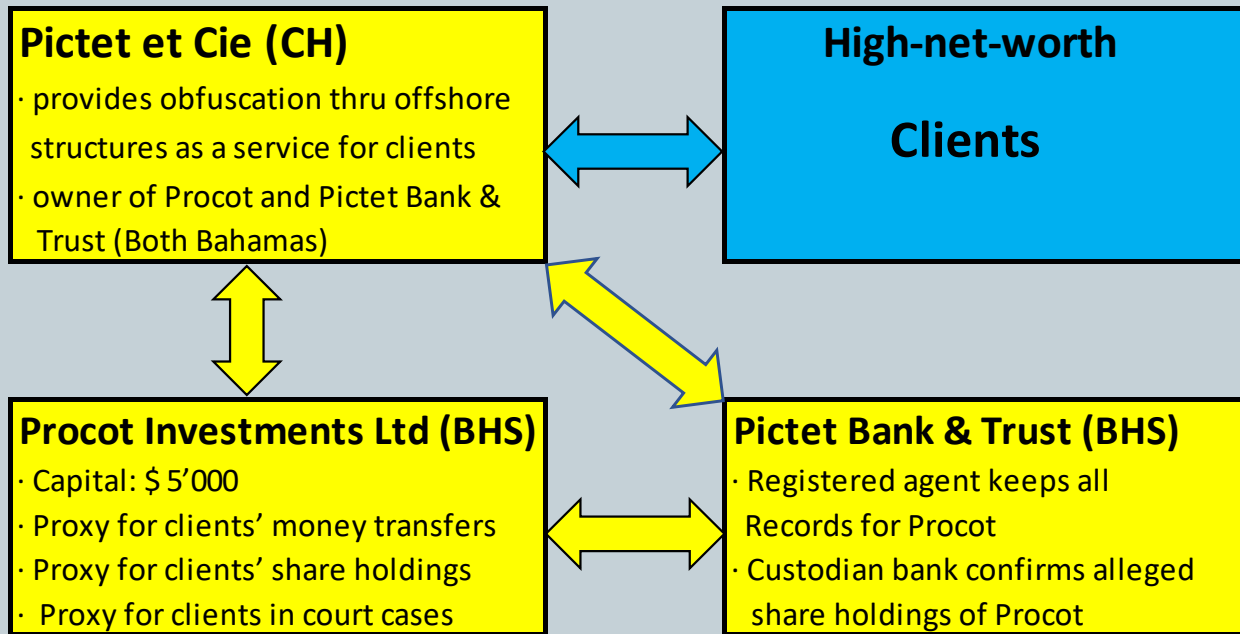 Pictet et Cie (CH)
· provides obfuscation thru offshore
structures as a service for clients
· owner of Procot and Pictet Bank &
Trust (Both Bahamas)
High-net-worth
Clients
Procot Investments Ltd (BHS)
· Capital: $ 5’000
· Proxy for clients’ money transfers
· Proxy for clients’ share holdings
· Proxy for clients in court cases
Pictet Bank & Trust (BHS)
· Registered agent keeps all
Records for Procot
· Custodian bank confirms alleged
share holdings of Procot